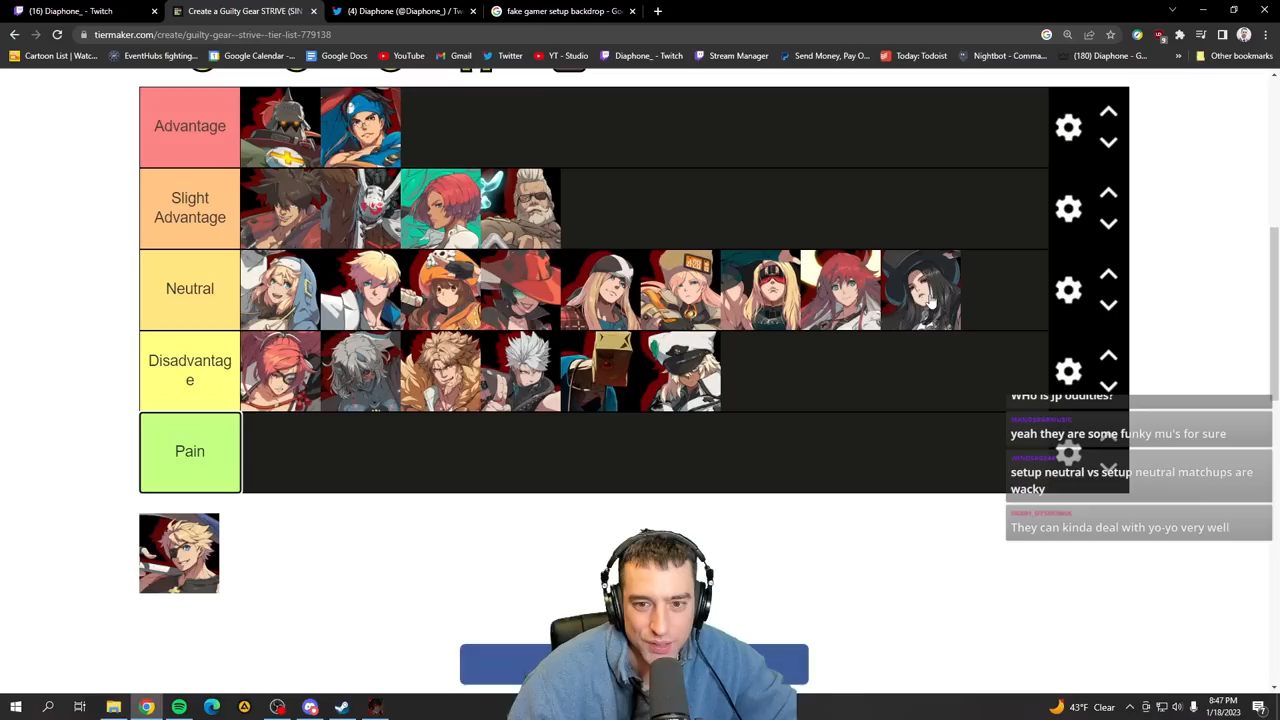 (16) Diaphone_ - Twitch
Create a Guilty Gear STRIVE (SIN
(4) Diaphone (@Diaphone_) / Tw
fake gamer setup backdrop - Goo
tiermaker.com/create/guilty-gear--strive--tier-list-779138
Cartoon List | Watc...
EventHubs fighting...
Google Calendar -...
Google Docs
YouTube
Gmail
Twitter
YT - Studio
Diaphone_ - Twitch
Stream Manager
Send Money, Pay O...
Today: Todoist
Nightbot - Comma...
(180) Diaphone - G...
Other bookmarks
Advantage
Slight
Advantage
Neutral
Disadvantag
e
Pain
WHo is jp oddities?
yeah they are some funky mu's for sure
setup neutral vs setup neutral matchups are
wacky
They can kinda deal with yo-yo very well
43°F Clear
8:47 PM
1/18/2023